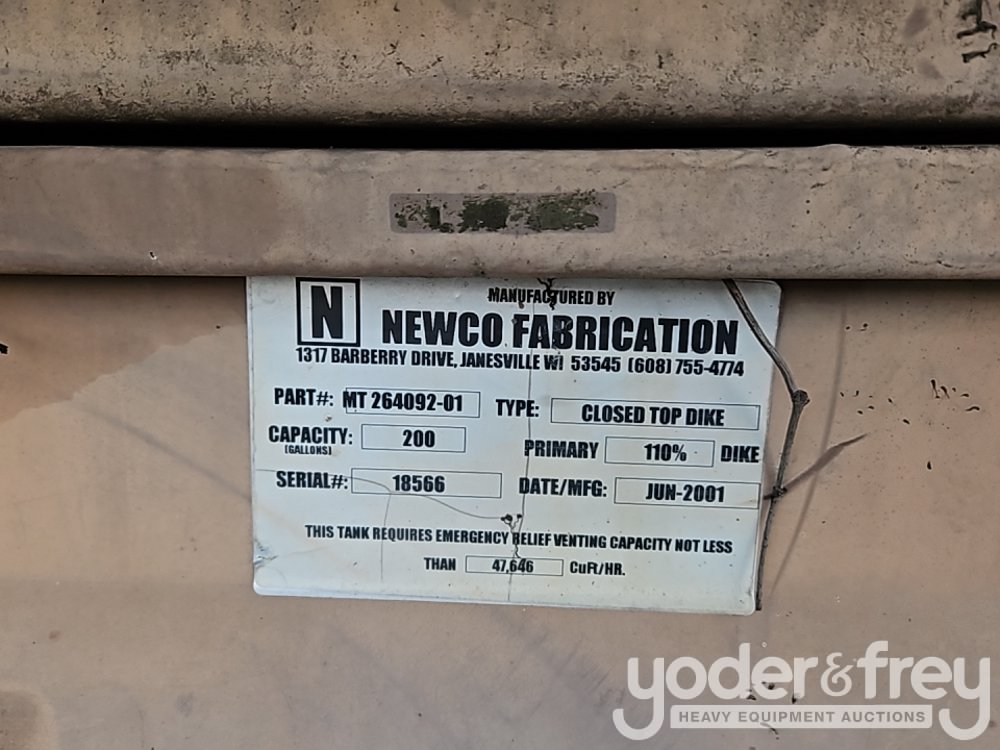 N
MANUFACTURED BY
NEWCO FABRICATION
1317 BARBERRY DRIVE, JANESVILLE WI 53545 (608) 755-4774
PART#: MT 264092-01 TYPE: CLOSED TOP DIKE
CAPACITY: 200 PRIMARY 110% DIKE
(GALLONS)
SERIAL#: 18566 DATE/MFG: JUN-2001
THIS TANK REQUIRES EMERGENCY RELIEF VENTING CAPACITY NOT LESS
THAN 47,646 CuFt/HR.
yoder&frey
HEAVY EQUIPMENT AUCTIONS